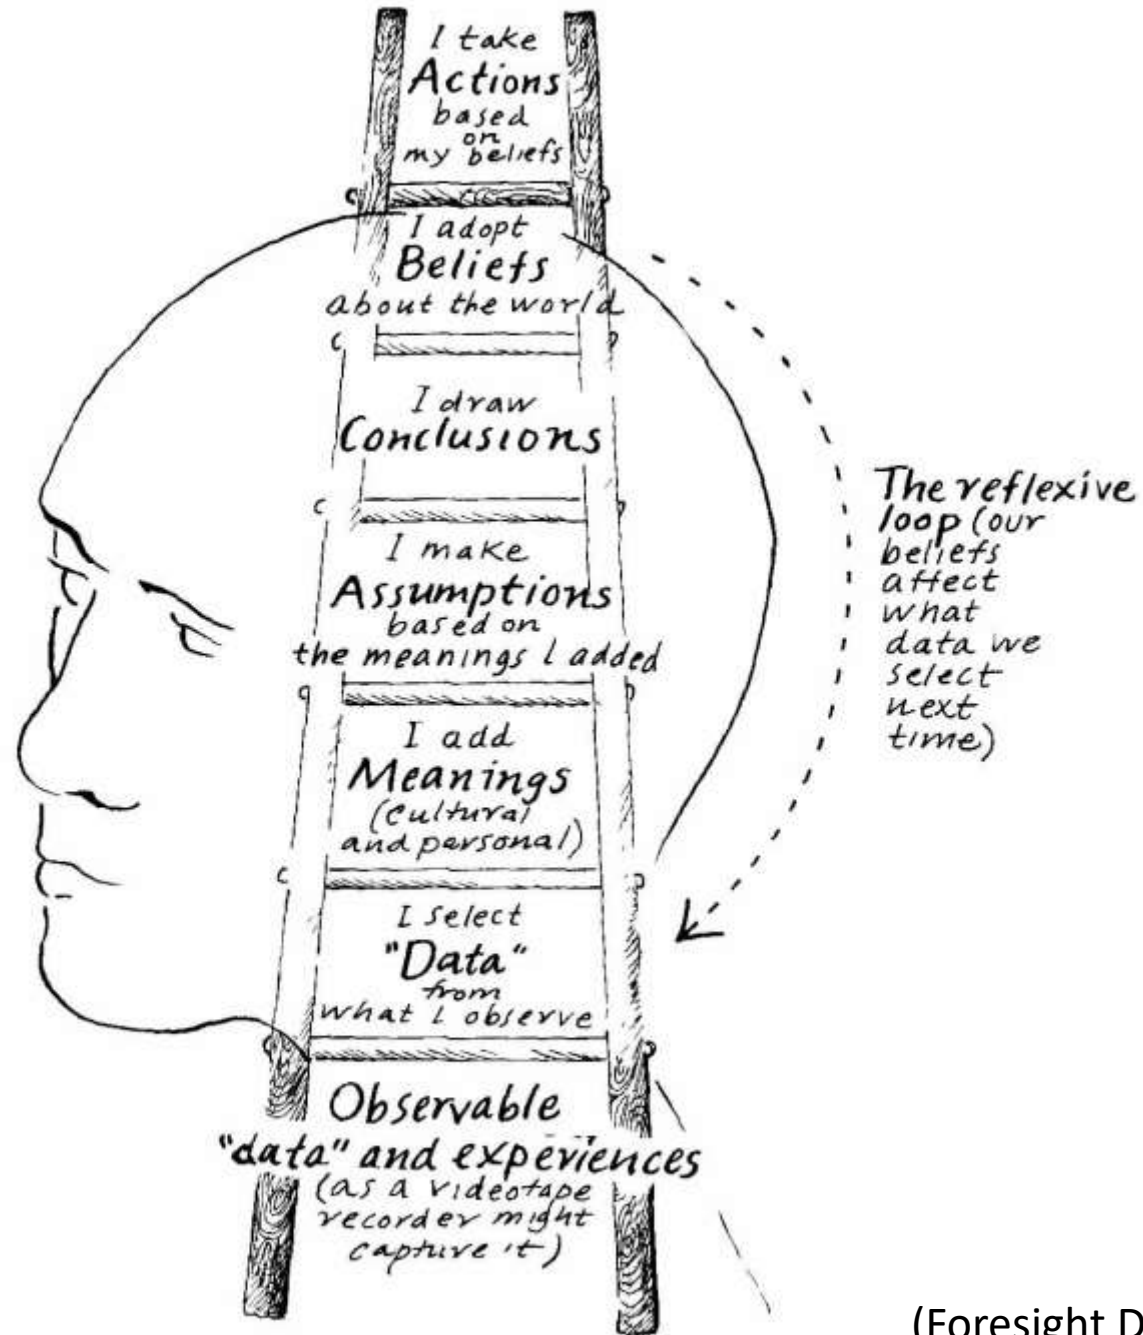 I take
Actions
based
on
my beliefs
I adopt
Beliefs
about the world
I draw
Conclusions
I make
Assumptions
based on
the meanings I added
I add
Meanings
(cultural
and personal)
I select
"Data"
from
what I observe
Observable
"data" and experiences
(as a videotape
recorder might
capture it)
The reflexive
loop (our
beliefs
affect
what
data we
select
next
time)
(Foresight D